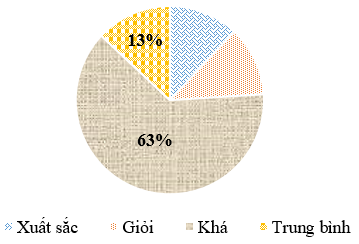 13%
63%
Xuất sắc Giỏi Khá Trung bình